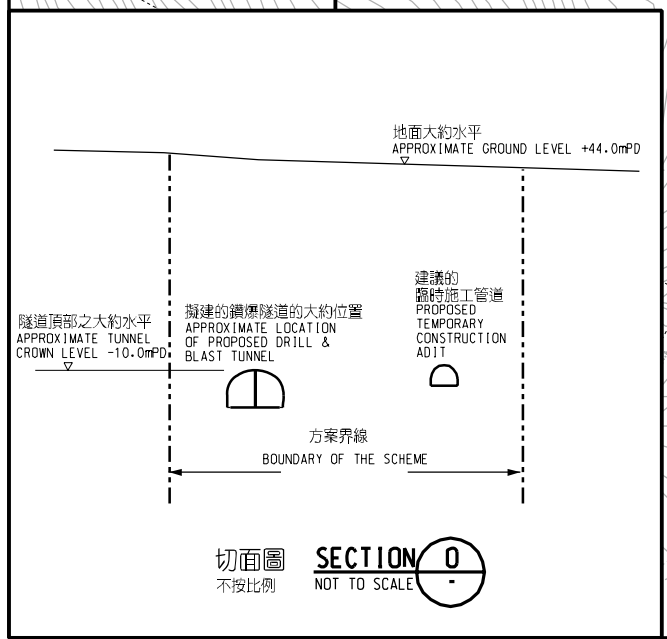 地面大約水平
APPROXIMATE GROUND LEVEL +44.0mPD
隧道頂部之大約水平
APPROXIMATE TUNNEL
CROWN LEVEL -10.0mPD
擬建的鑽爆隧道的大約位置
APPROXIMATE LOCATION
OF PROPOSED DRILL &
BLAST TUNNEL
建議的
臨時施工管道
PROPOSED
TEMPORARY
CONSTRUCTION
ADIT
方案界線
BOUNDARY OF THE SCHEME
切面圖 SECTION O
不按比例 NOT TO SCALE -